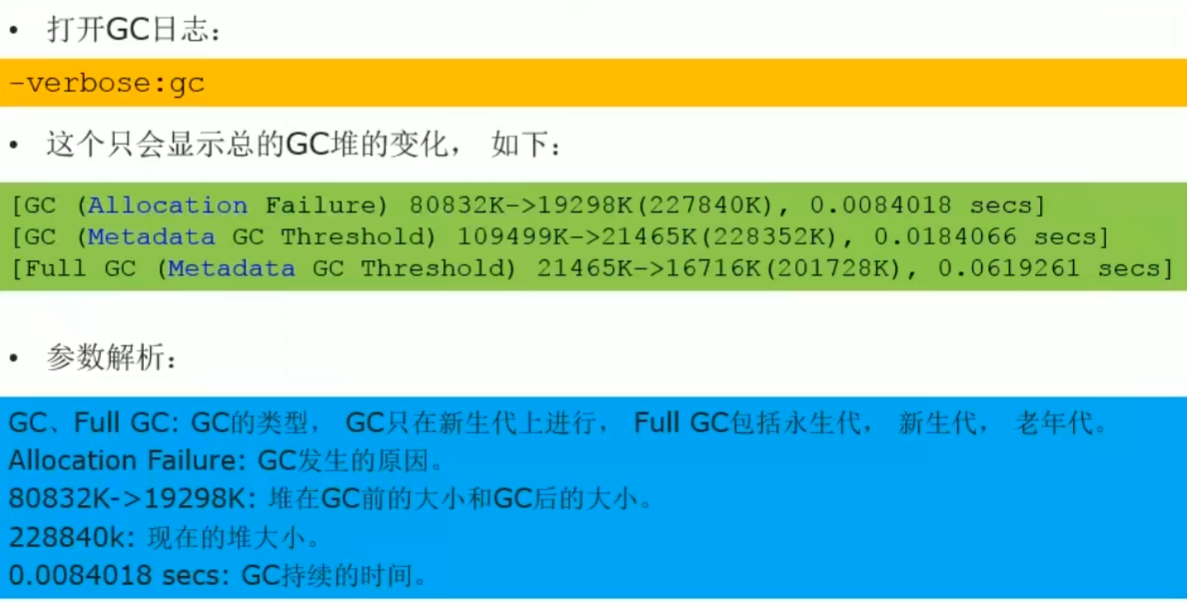 • 打开GC日志：
-verbose:gc
• 这个只会显示总的GC堆的变化， 如下：
[GC (Allocation Failure) 80832K->19298K(227840K), 0.0084018 secs]
[GC (Metadata GC Threshold) 109499K->21465K(228352K), 0.0184066 secs]
[Full GC (Metadata GC Threshold) 21465K->16716K(201728K), 0.0619261 secs]
• 参数解析：
GC、Full GC: GC的类型， GC只在新生代上进行， Full GC包括永生代， 新生代， 老年代。
Allocation Failure: GC发生的原因。
80832K->19298K: 堆在GC前的大小和GC后的大小。
228840k: 现在的堆大小。
0.0084018 secs: GC持续的时间。